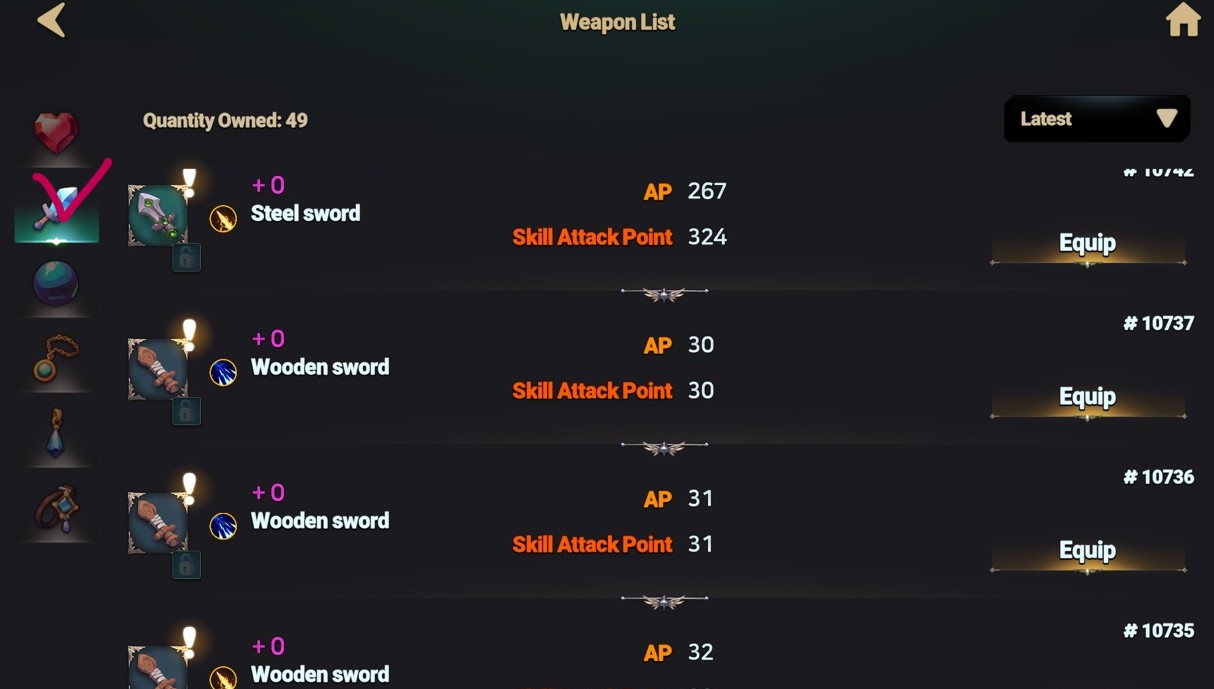 Weapon List
Quantity Owned: 49
Latest
# 10742
+ 0
Steel sword
AP 267
Skill Attack Point 324
Equip
# 10737
+ 0
Wooden sword
AP 30
Skill Attack Point 30
Equip
# 10736
+ 0
Wooden sword
AP 31
Skill Attack Point 31
Equip
# 10735
+ 0
Wooden sword
AP 32